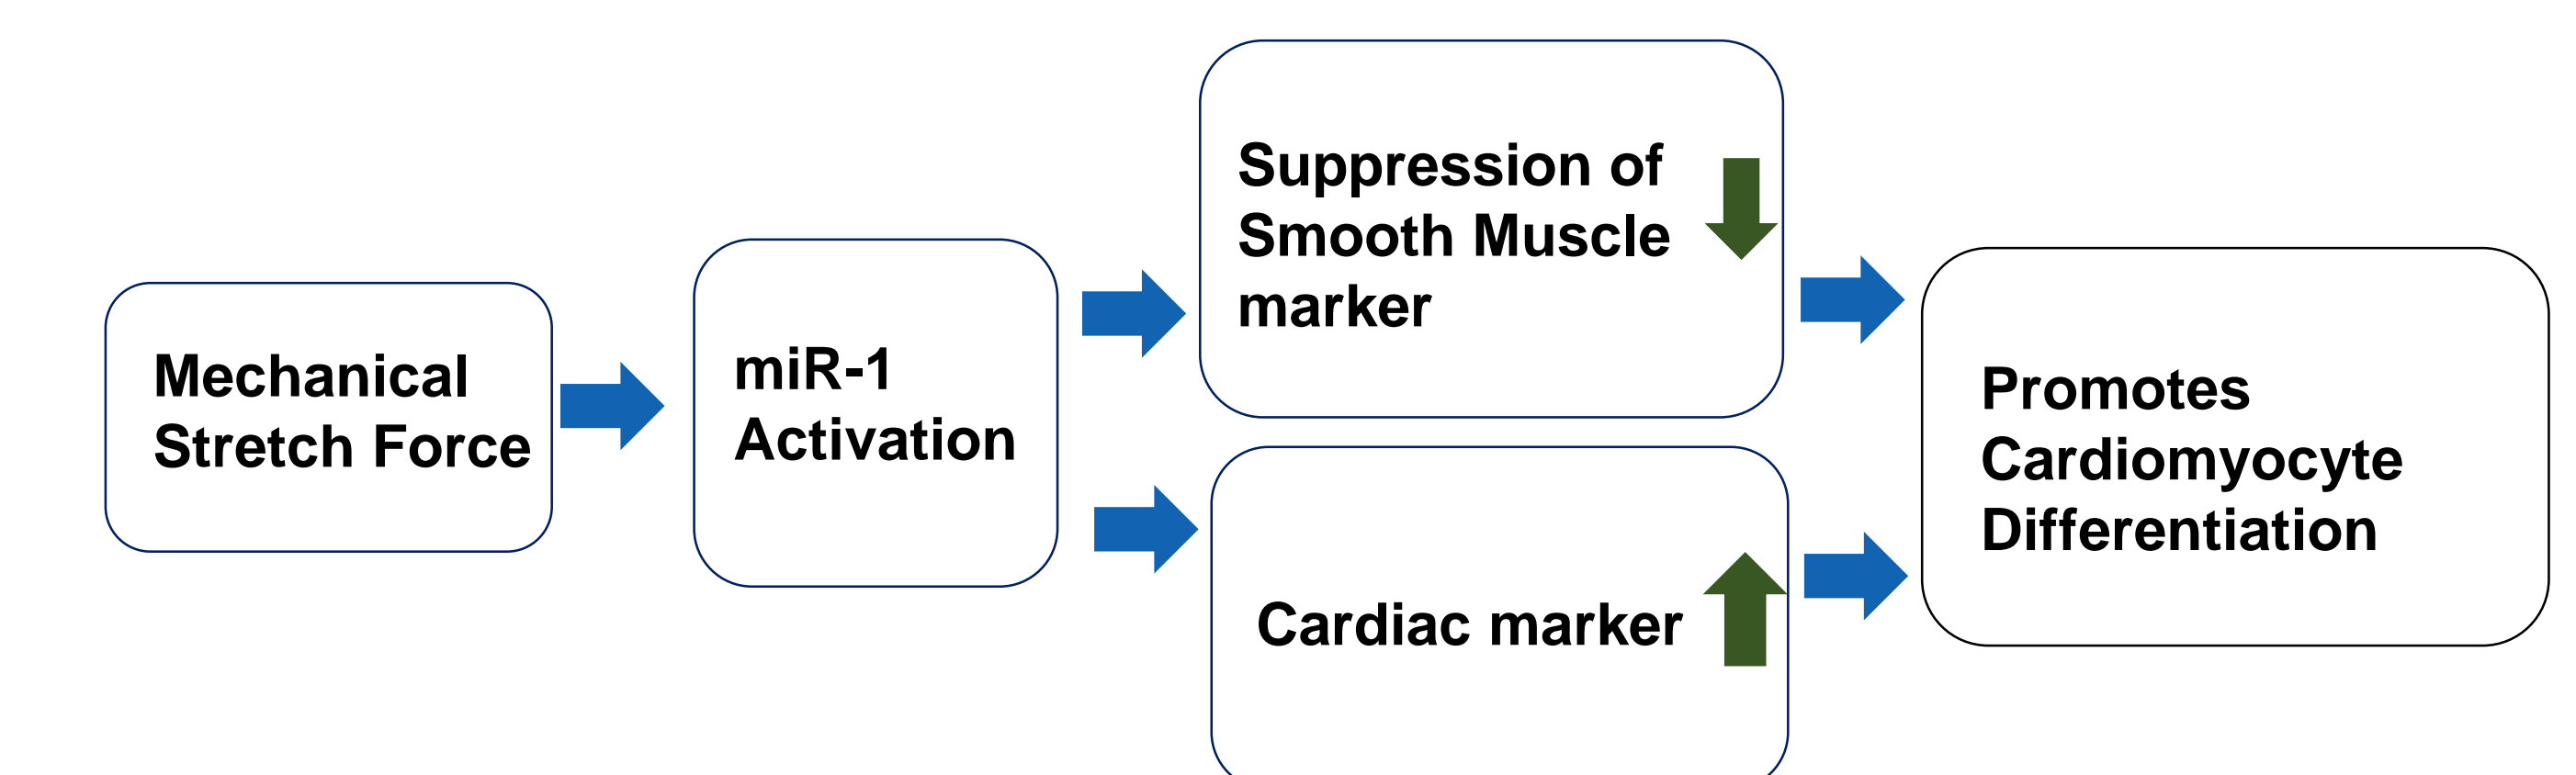 Mechanical
Stretch Force
miR-1
Activation
Suppression of
Smooth Muscle
marker
Cardiac marker
Promotes
Cardiomyocyte
Differentiation